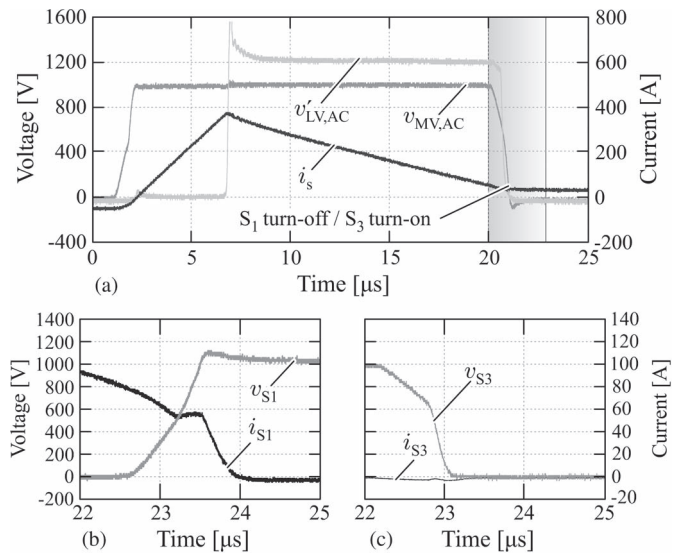 1600 800
1200 600
800 400
400 200
0 0
-400 -200
Voltage [V]
Current [A]
v′LV,AC
vMV,AC
is
S1 turn-off / S3 turn-on
0 5 10 15 20 25
(a) Time [μs]
1400 140
1200 120
1000 100
800 80
600 60
400 40
200 20
0 0
-200 20
Voltage [V]
Current [A]
vS1
iS1
vS3
iS3
22 23 24 25 22 23 24 25
(b) Time [μs] (c) Time [μs]